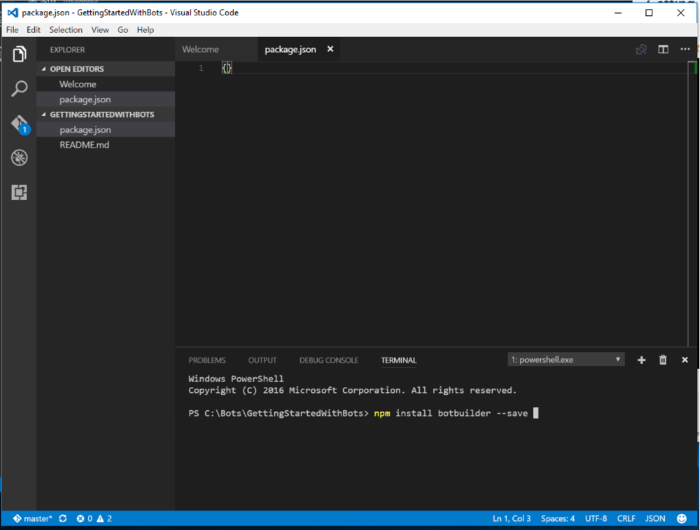 package.json - GettingStartedWithBots - Visual Studio Code
File Edit Selection View Go Help
EXPLORER
OPEN EDITORS
Welcome
package.json
GETTINGSTARTEDWITHBOTS
package.json
README.md
1
Welcome package.json
1 {}
PROBLEMS OUTPUT DEBUG CONSOLE TERMINAL 1: powershell.exe
Windows PowerShell
Copyright (C) 2016 Microsoft Corporation. All rights reserved.
PS C:\Bots\GettingStartedWithBots> npm install botbuilder --save
master* 0 2 Ln 1, Col 3 Spaces: 4 UTF-8 CRLF JSON